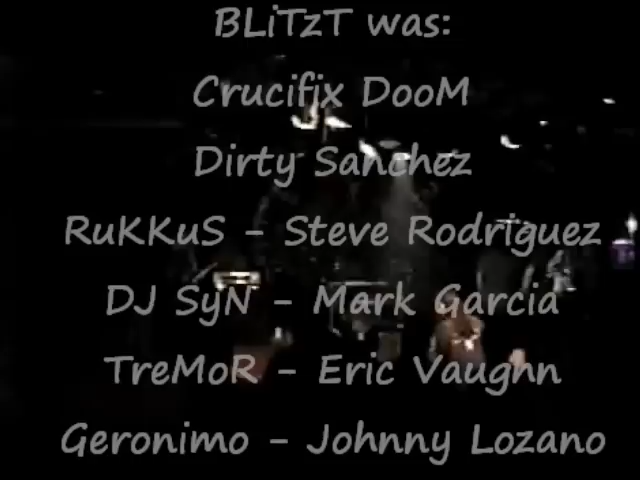 BLiTzT was:
Crucifix DooM
Dirty Sanchez
RuKKuS - Steve Rodriguez
DJ SyN - Mark Garcia
TreMoR - Eric Vaughn
Geronimo - Johnny Lozano